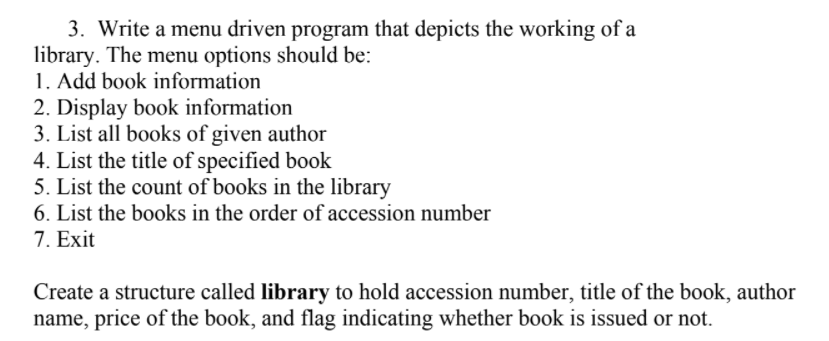 3. Write a menu driven program that depicts the working of a
library. The menu options should be:
1. Add book information
2. Display book information
3. List all books of given author
4. List the title of specified book
5. List the count of books in the library
6. List the books in the order of accession number
7. Exit
Create a structure called library to hold accession number, title of the book, author
name, price of the book, and flag indicating whether book is issued or not.